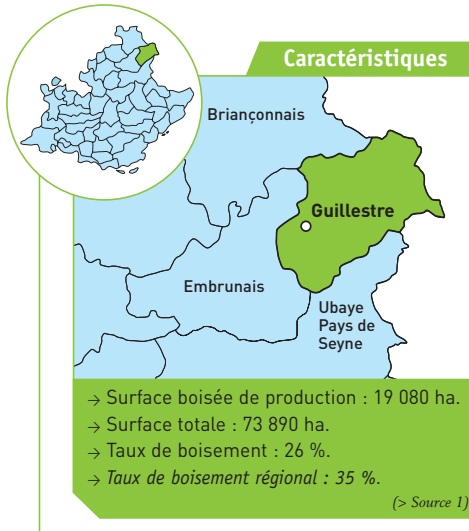 Caractéristiques
Briançonnais
Guillestre
Embrunais
Ubaye
Pays de
Seyne
→ Surface boisée de production : 19 080 ha.
→ Surface totale : 73 890 ha.
→ Taux de boisement : 26 %.
→ Taux de boisement régional : 35 %.
(> Source 1)